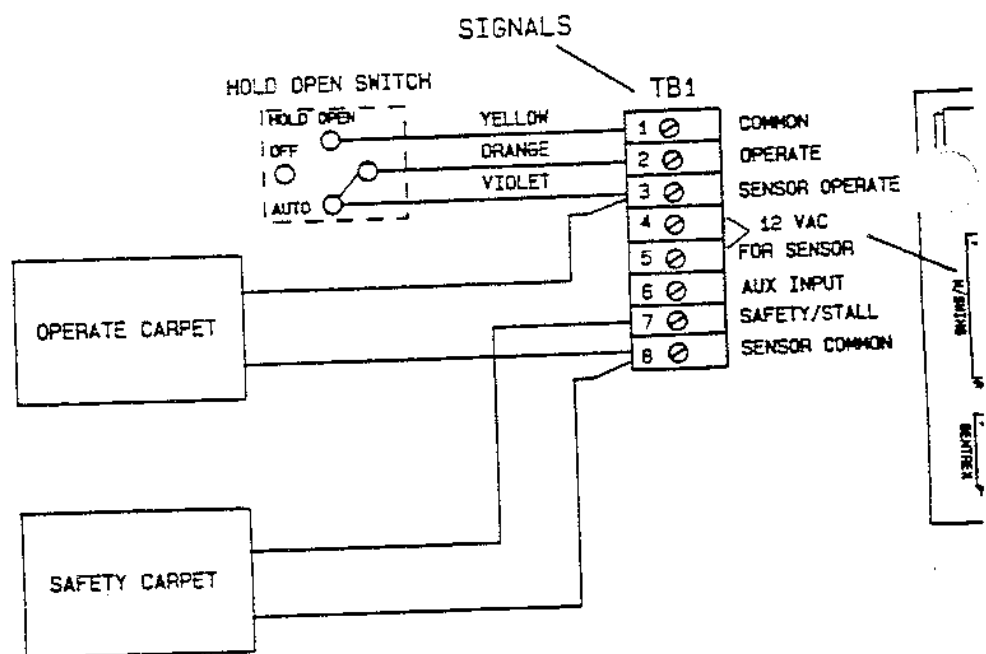 SIGNALS
HOLD OPEN SWITCH
TB1
HOLD OPEN
OFF
AUTO
YELLOW
ORANGE
VIOLET
1 COMMON
2 OPERATE
3 SENSOR OPERATE
4 12 VAC
5 FOR SENSOR
6 AUX INPUT
7 SAFETY/STALL
8 SENSOR COMMON
OPERATE CARPET
SAFETY CARPET